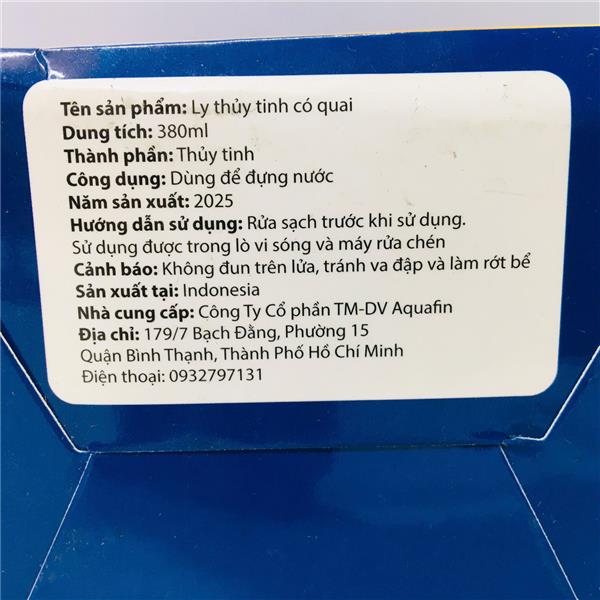 Tên sản phẩm: Ly thủy tinh có quai
Dung tích: 380ml
Thành phần: Thủy tinh
Công dụng: Dùng để đựng nước
Năm sản xuất: 2025
Hướng dẫn sử dụng: Rửa sạch trước khi sử dụng.
Sử dụng được trong lò vi sóng và máy rửa chén
Cảnh báo: Không đun trên lửa, tránh va đập và làm rớt bể
Sản xuất tại: Indonesia
Nhà cung cấp: Công Ty Cổ phần TM-DV Aquafin
Địa chỉ: 179/7 Bạch Đằng, Phường 15
Quận Bình Thạnh, Thành Phố Hồ Chí Minh
Điện thoại: 0932797131